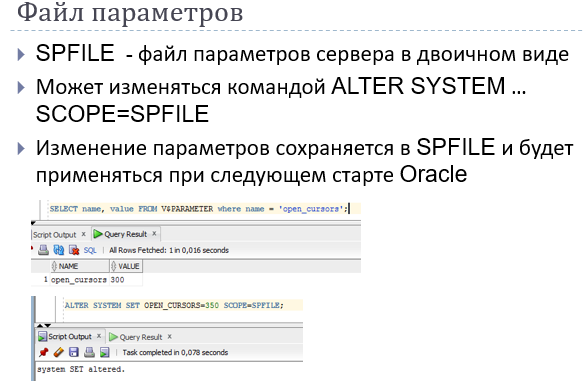 Файл параметров
SPFILE - файл параметров сервера в двоичном виде
Может изменяться командой ALTER SYSTEM …
SCOPE=SPFILE
Изменение параметров сохраняется в SPFILE и будет
применяться при следующем старте Oracle
SELECT name, value FROM V$PARAMETER where name = 'open_cursors';
Script Output x Query Result x
SQL | All Rows Fetched: 1 in 0,016 seconds
NAME VALUE
1 open_cursors 300
ALTER SYSTEM SET OPEN_CURSORS=350 SCOPE=SPFILE;
Script Output x Query Result x
Task completed in 0,078 seconds
system SET altered.